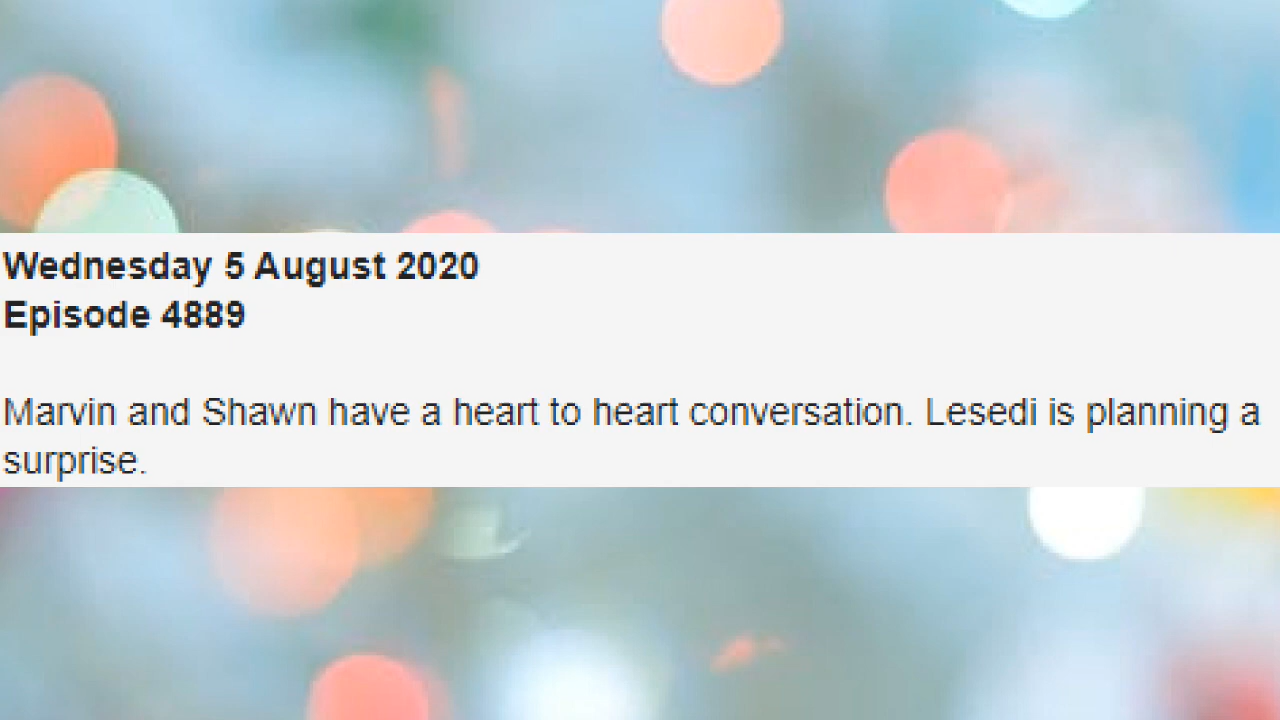 Wednesday 5 August 2020
Episode 4889
Marvin and Shawn have a heart to heart conversation. Lesedi is planning a
surprise.